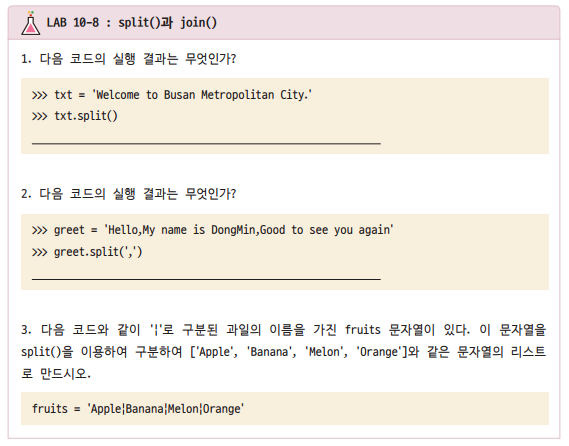 LAB 10-8 : split()과 join()
1. 다음 코드의 실행 결과는 무엇인가?
>>> txt = 'Welcome to Busan Metropolitan City.'
>>> txt.split()
2. 다음 코드의 실행 결과는 무엇인가?
>>> greet = 'Hello,My name is DongMin,Good to see you again'
>>> greet.split(',')
3. 다음 코드와 같이 '¦'로 구분된 과일의 이름을 가진 fruits 문자열이 있다. 이 문자열을
split()을 이용하여 구분하여 ['Apple', 'Banana', 'Melon', 'Orange']와 같은 문자열의 리스트
로 만드시오.
fruits = 'Apple¦Banana¦Melon¦Orange'